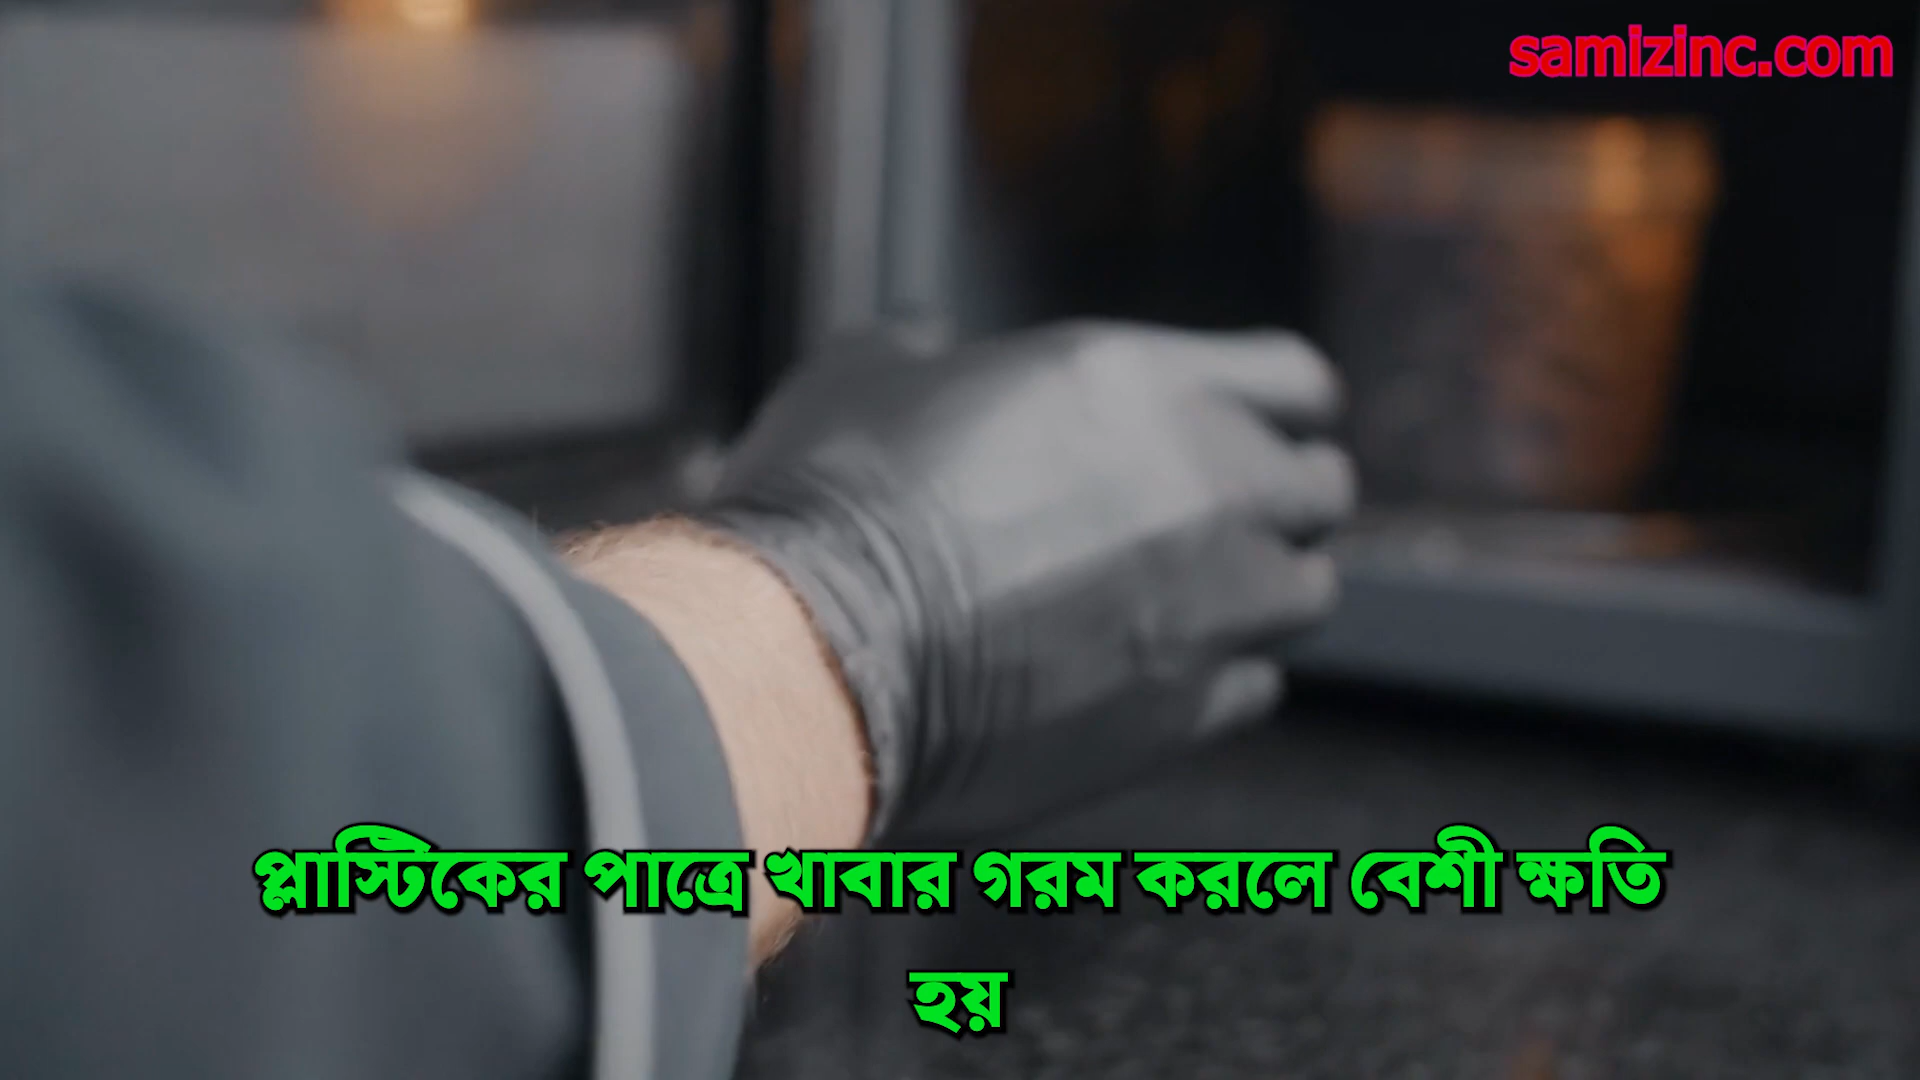 samizinc.com
প্লাস্টিকের পাত্রে খাবার গরম করলে বেশী ক্ষতি
হয়